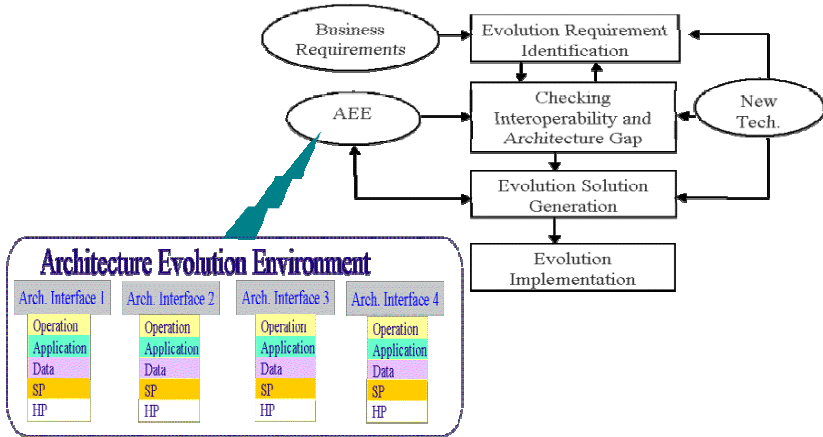 Business
Requirements
Evolution Requirement
Identification
AEE
Checking
Interoperability and
Architecture Gap
New
Tech.
Evolution Solution
Generation
Evolution
Implementation
Architecture Evolution Environment
Arch. Interface 1
Operation
Application
Data
SP
HP
Arch. Interface 2
Operation
Application
Data
SP
HP
Arch. Interface 3
Operation
Application
Data
SP
HP
Arch. Interface 4
Operation
Application
Data
SP
HP